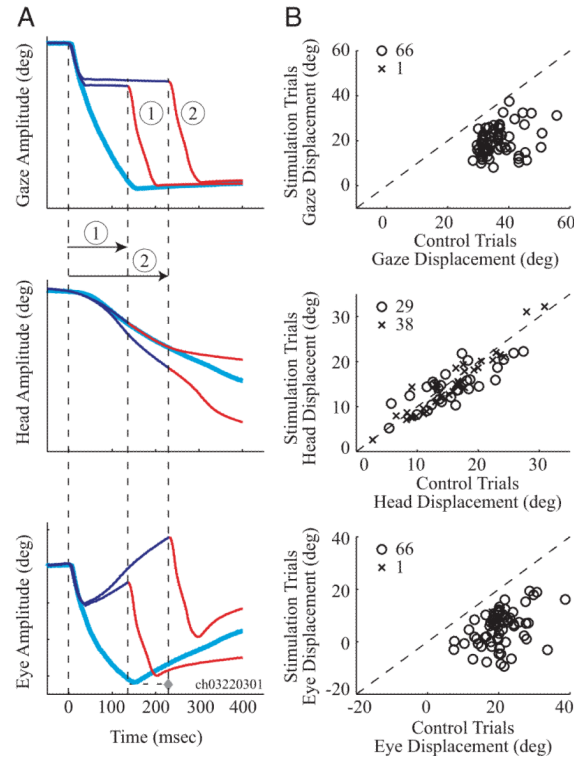 A
B
Gaze Amplitude (deg)
1
2
1
2
Head Amplitude (deg)
Eye Amplitude (deg)
ch03220301
0
100
200
300
400
Time (msec)
Stimulation Trials
Gaze Displacement (deg)
60
40
20
0
66
1
0
20
40
60
Control Trials
Gaze Displacement (deg)
Stimulation Trials
Head Displaceent (deg)
30
20
10
0
29
38
0
10
20
30
Control Trials
Head Displacement (deg)
Stimulation Trials
Eye Displacement (deg)
40
20
0
-20
66
1
-20
0
20
40
Control Trials
Eye Displacement (deg)